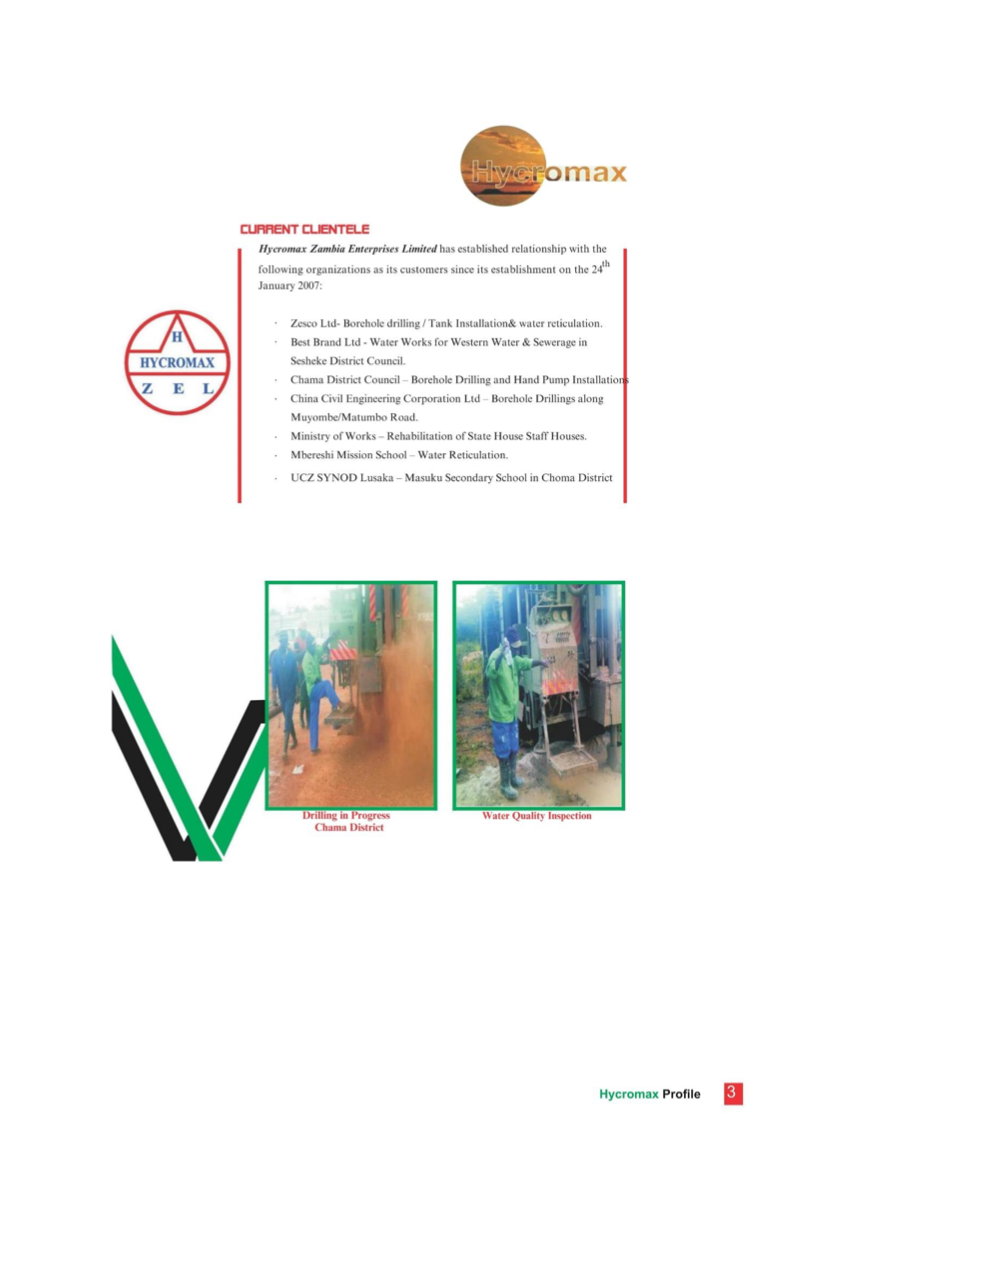 Hycromax
CURRENT CLIENTELE
Hycromax Zambia Enterprises Limited has established relationship with the
following organizations as its customers since its establishment on the 24th
January 2007:
H
HYCROMAX
Z E L
· Zesco Ltd- Borehole drilling / Tank Installation& water reticulation.
· Best Brand Ltd - Water Works for Western Water & Sewerage in
Sesheke District Council.
· Chama District Council – Borehole Drilling and Hand Pump Installations
· China Civil Engineering Corporation Ltd – Borehole Drillings along
Muyombe/Matumbo Road.
· Ministry of Works – Rehabilitation of State House Staff Houses.
· Mbereshi Mission School – Water Reticulation.
· UCZ SYNOD Lusaka – Masuku Secondary School in Choma District
Drilling in Progress
Chama District
Water Quality Inspection
Hycromax Profile 3